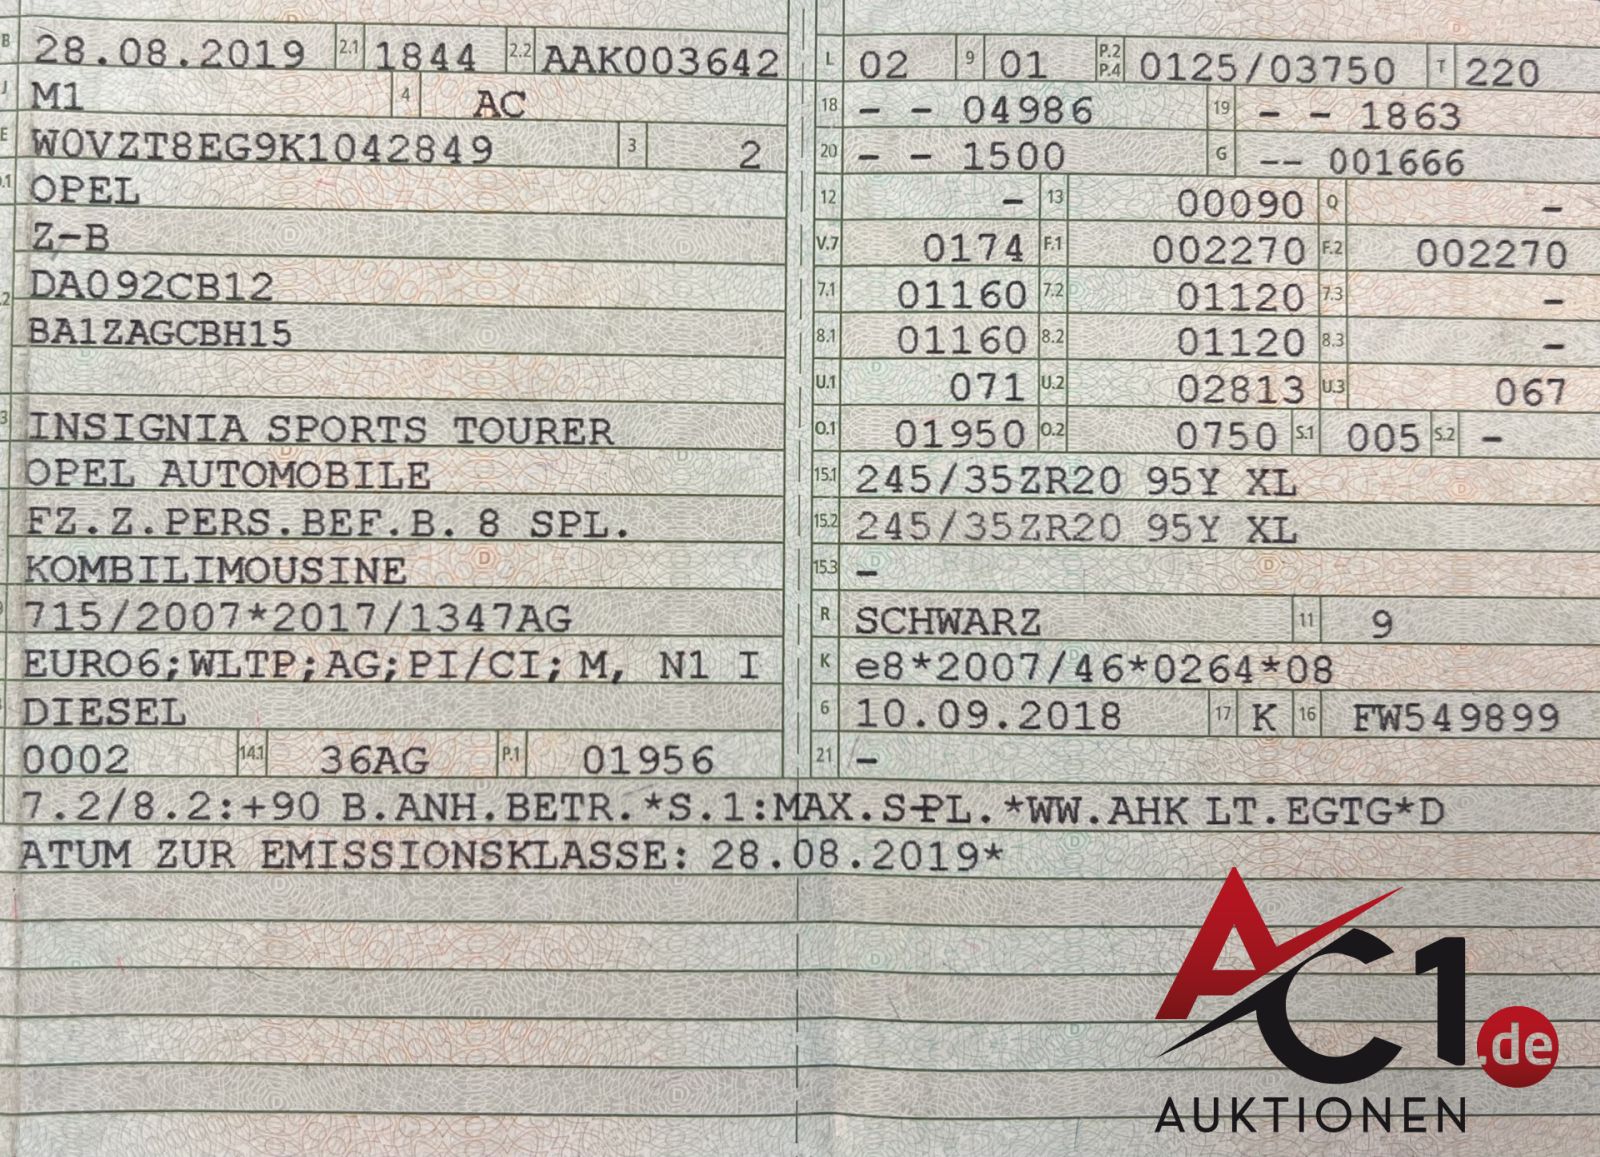 B 28.08.2019 2.1 1844 2.2 AAK003642
J M1 4 AC
E W0VZT8EG9K1042849 3 2
D.1 OPEL
Z-B
DA092CB12
.2 BA1ZAGCBH15
3 INSIGNIA SPORTS TOURER
OPEL AUTOMOBILE
FZ.Z.PERS.BEF.B. 8 SPL.
KOMBILIMOUSINE
9 715/2007*2017/1347AG
EURO6;WLTP;AG;PI/CI;M, N1 I
DIESEL
0002 14.1 36AG P.1 01956
L 02 9 01 P.2 P.4 0125/03750 T 220
18 - - 04986 19 - - 1863
20 - - 1500 G -- 001666
12 - 13 00090 Q -
V.7 0174 F.1 002270 F.2 002270
7.1 01160 7.2 01120 7.3 -
8.1 01160 8.2 01120 8.3 -
U.1 071 U.2 02813 U.3 067
O.1 01950 O.2 0750 S.1 005 S.2 -
15.1 245/35ZR20 95Y XL
15.2 245/35ZR20 95Y XL
15.3 -
R SCHWARZ 11 9
K e8*2007/46*0264*08
6 10.09.2018 17 K 16 FW549899
21 -
7.2/8.2:+90 B.ANH.BETR.*S.1:MAX.S-PL.*WW.AHK LT.EGTG*D
ATUM ZUR EMISSIONSKLASSE: 28.08.2019*
AC1.de
AUKTIONEN